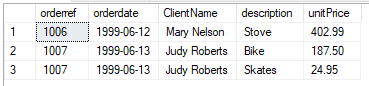 orderref orderdate ClientName description unitPrice
1 1006 1999-06-12 Mary Nelson Stove 402.99
2 1007 1999-06-13 Judy Roberts Bike 187.50
3 1007 1999-06-13 Judy Roberts Skates 24.95